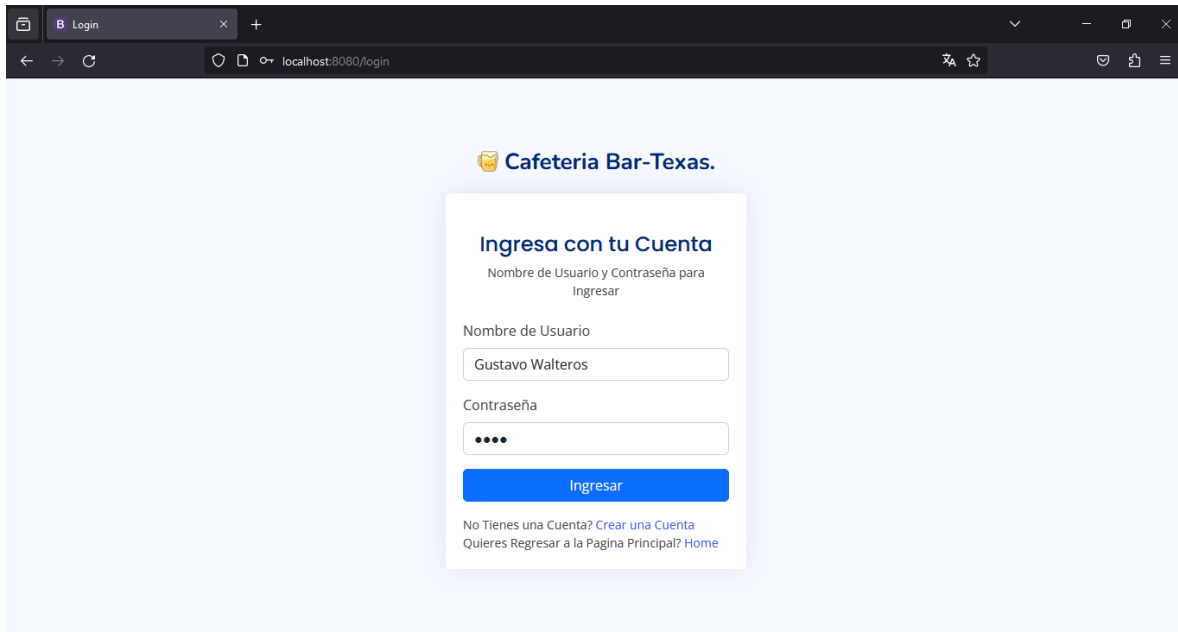 B Login
localhost:8080/login
Cafeteria Bar-Texas.
Ingresa con tu Cuenta
Nombre de Usuario y Contraseña para
Ingresar
Nombre de Usuario
Gustavo Walteros
Contraseña
••••
Ingresar
No Tienes una Cuenta? Crear una Cuenta
Quieres Regresar a la Pagina Principal? Home